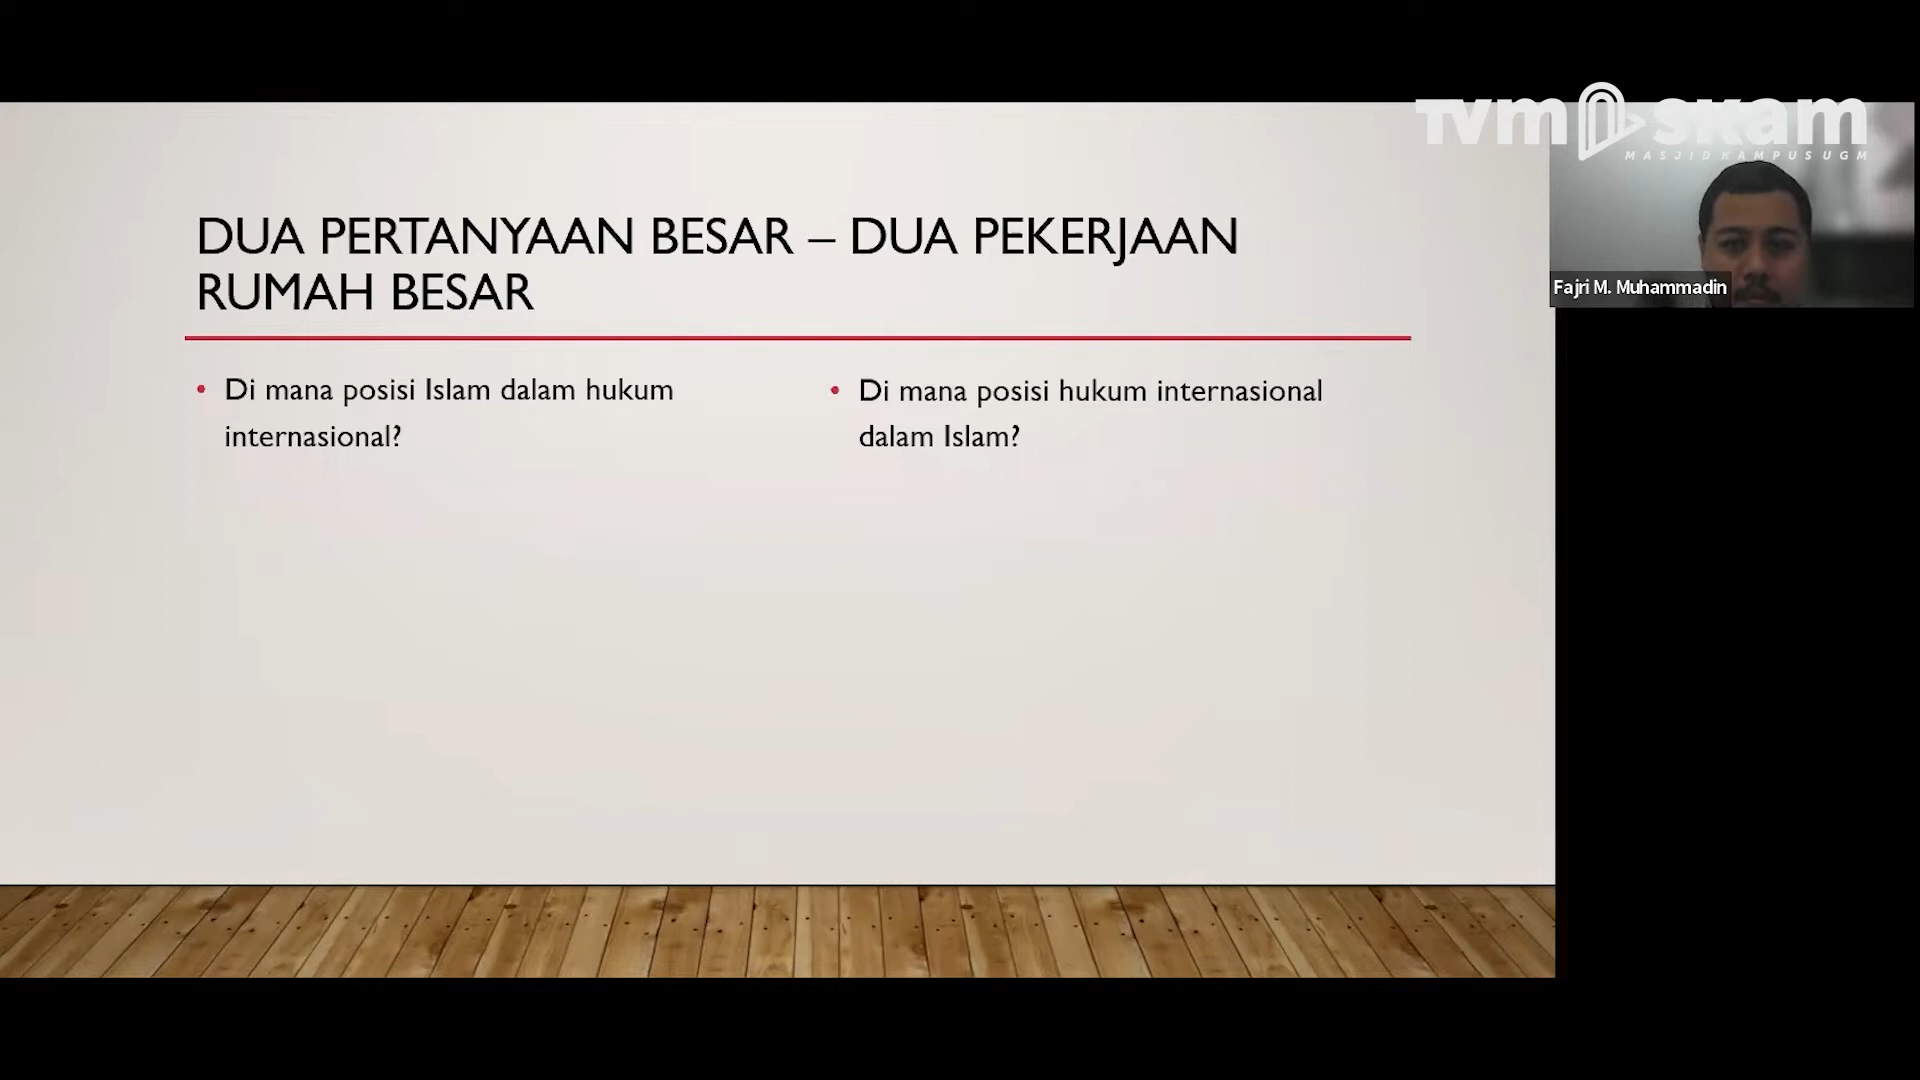 TVM SKAM
MASJID KAMPUS UGM
DUA PERTANYAAN BESAR – DUA PEKERJAAN
RUMAH BESAR
Fajri M. Muhammadin
• Di mana posisi Islam dalam hukum
internasional?
• Di mana posisi hukum internasional
dalam Islam?